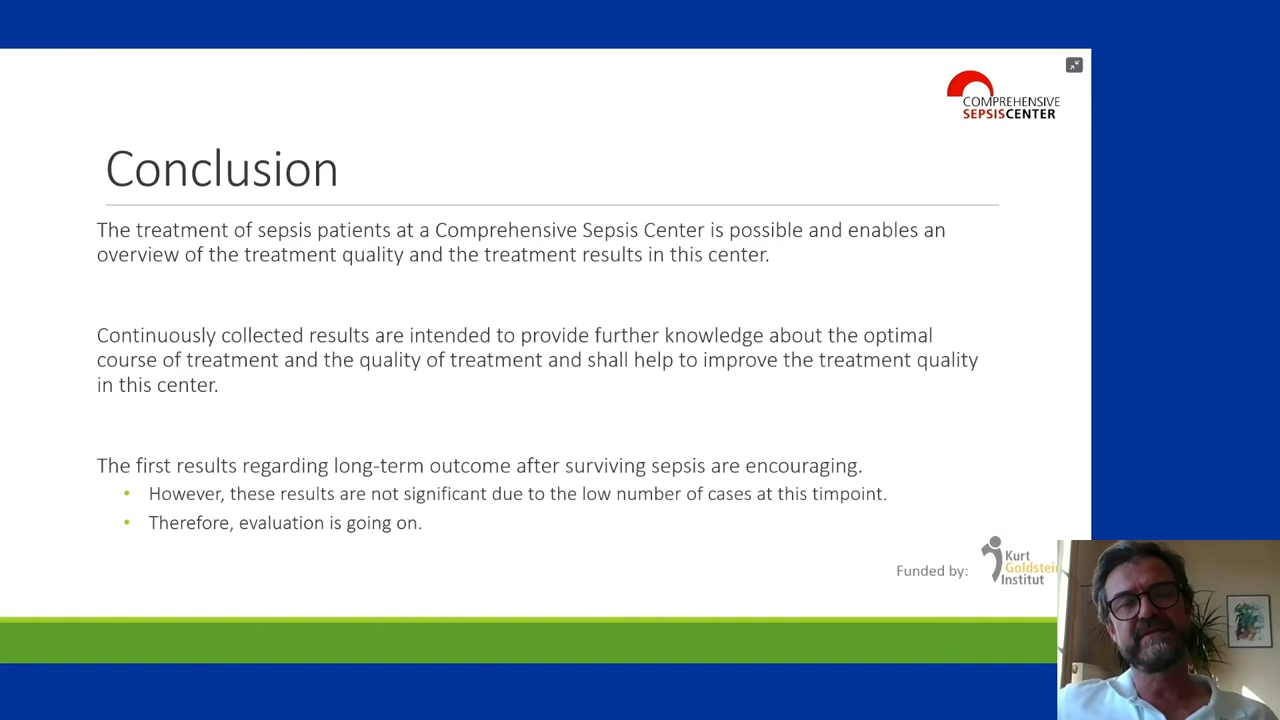 COMPREHENSIVE
SEPSISCENTER
Conclusion
The treatment of sepsis patients at a Comprehensive Sepsis Center is possible and enables an
overview of the treatment quality and the treatment results in this center.
Continuously collected results are intended to provide further knowledge about the optimal
course of treatment and the quality of treatment and shall help to improve the treatment quality
in this center.
The first results regarding long-term outcome after surviving sepsis are encouraging.
• However, these results are not significant due to the low number of cases at this timpoint.
• Therefore, evaluation is going on.
Funded by:
Kurt
Goldstein
Institut